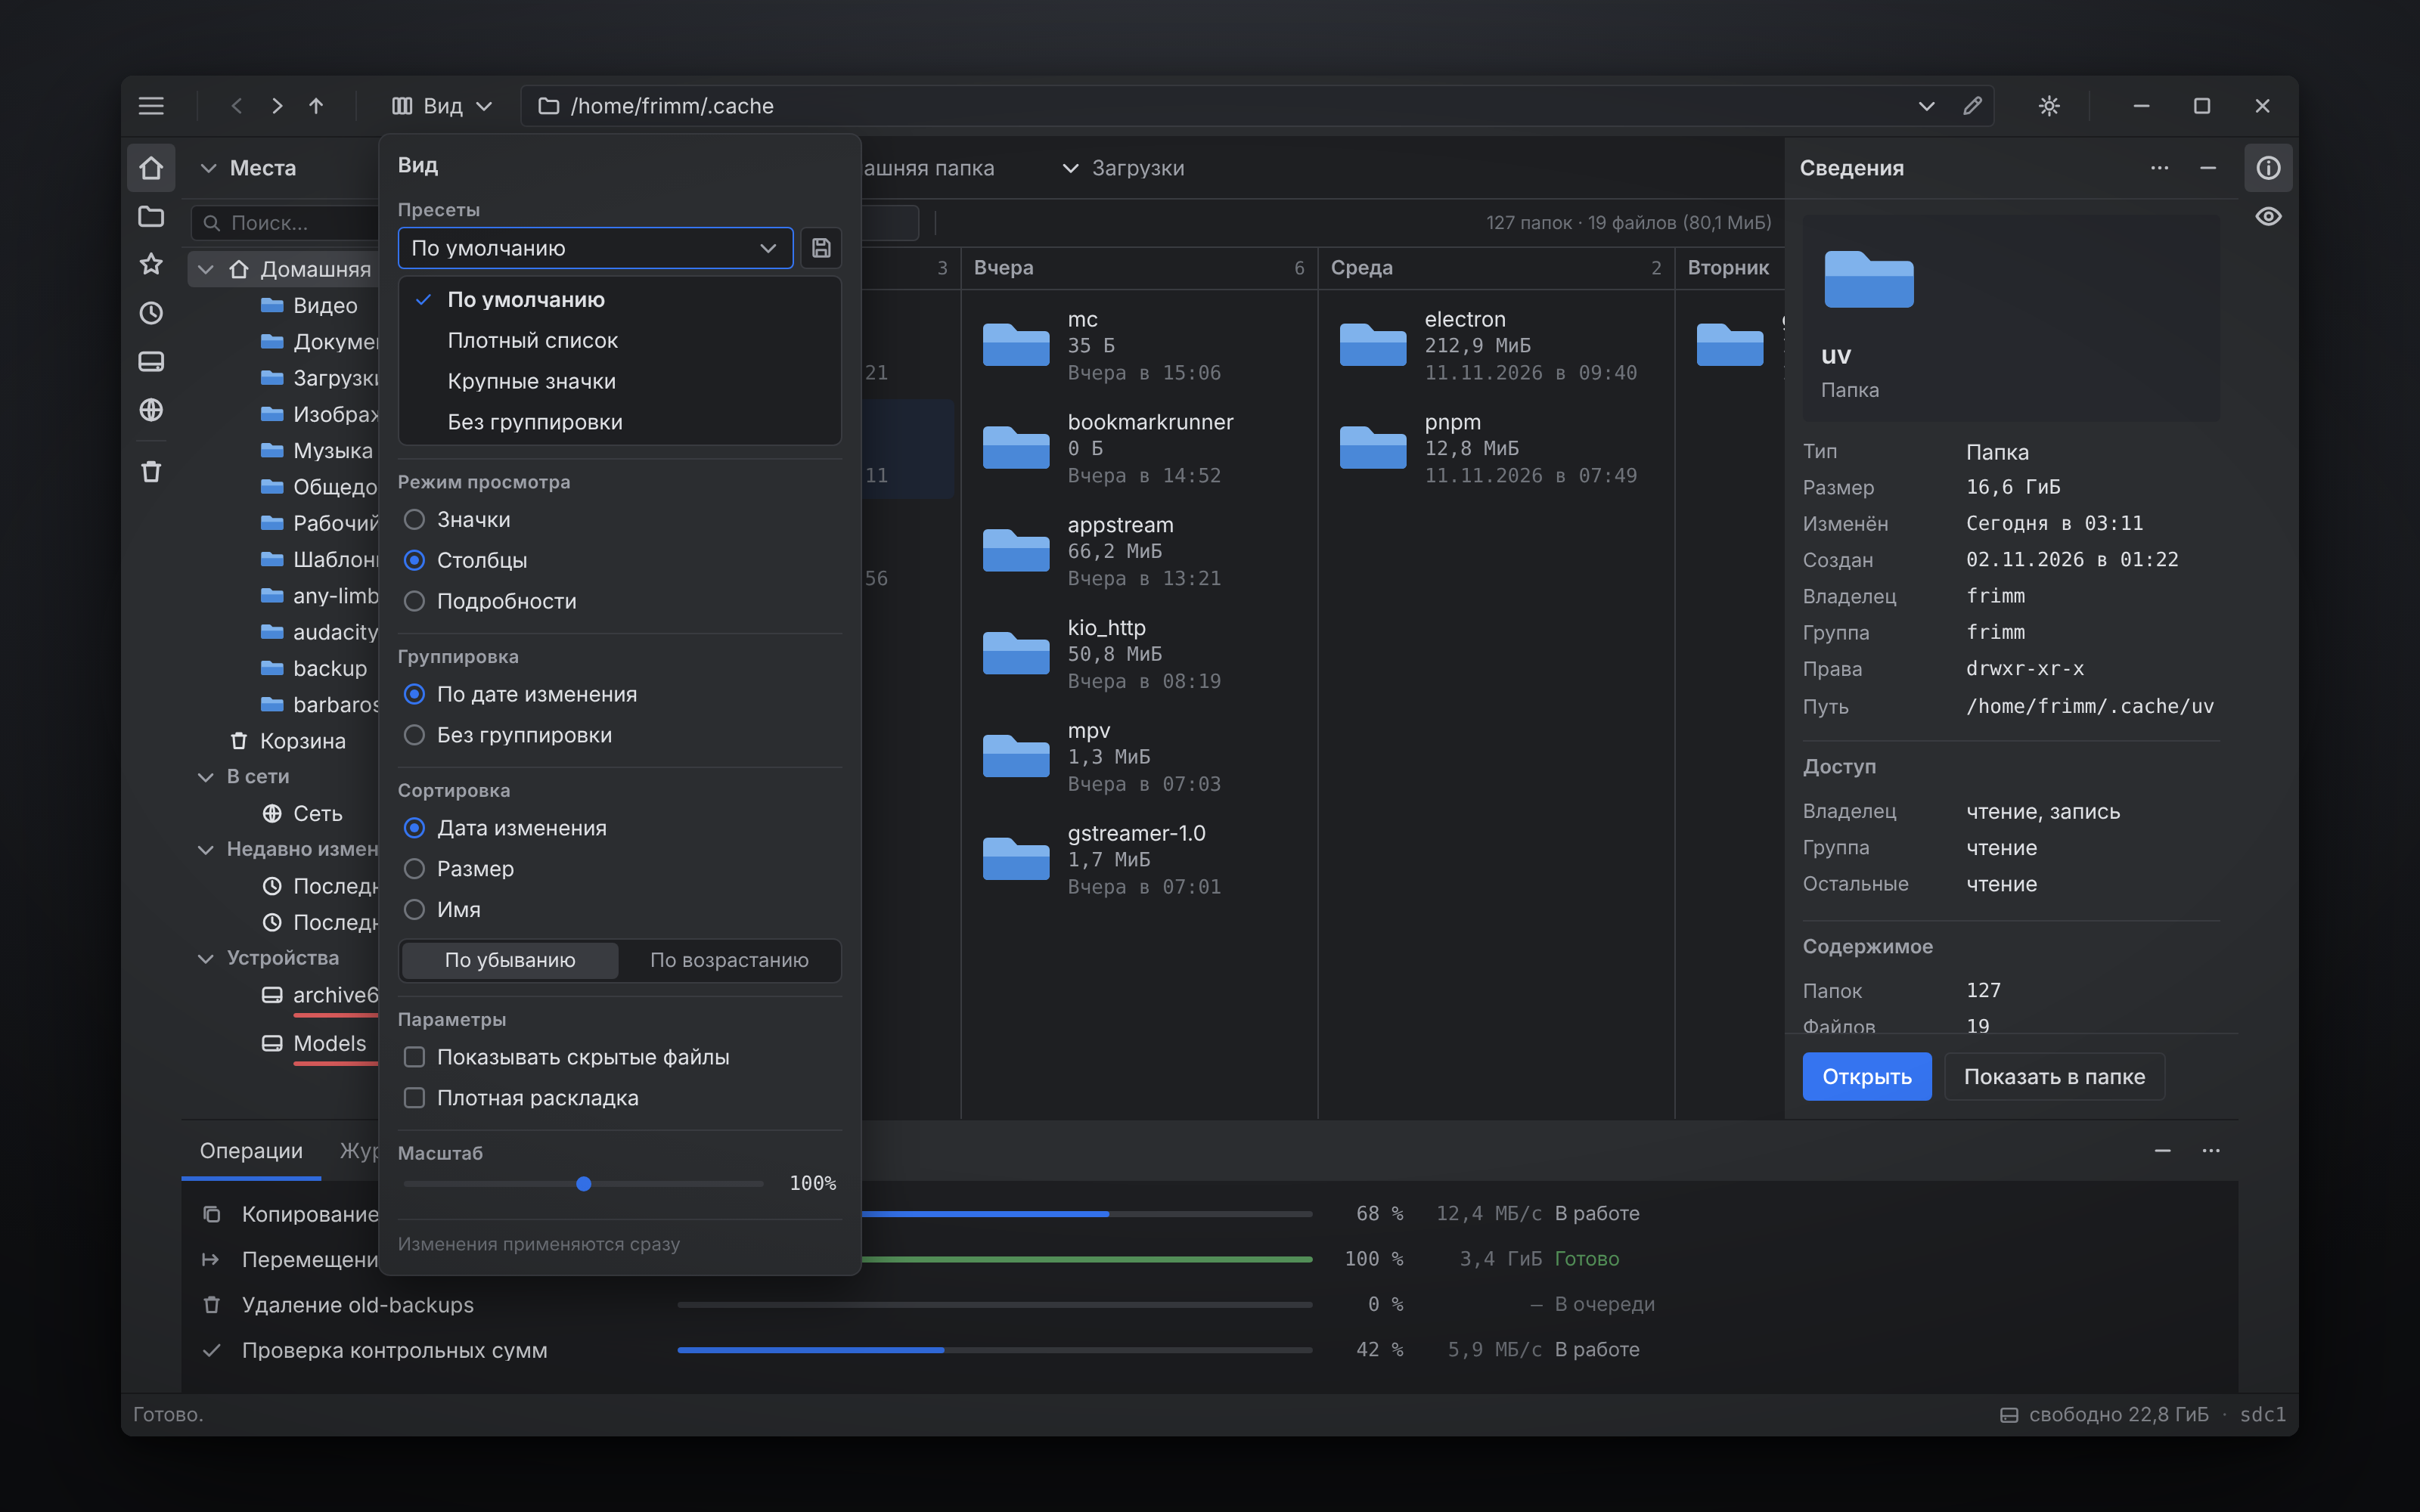 Вид
/home/frimm/.cache
Места
Поиск...
Домашняя
Видео
Загрузки
Музыка
Рабочий
any-limb
audacity
backup
Корзина
В сети
Сеть
Недавно измен
Устройства
archive6
Models
Вид
Пресеты
По умолчанию
По умолчанию
Плотный список
Крупные значки
Без группировки
Режим просмотра
Значки
Столбцы
Подробности
Группировка
По дате изменения
Без группировки
Сортировка
Дата изменения
Размер
Имя
По убыванию
По возрастанию
Параметры
Показывать скрытые файлы
Плотная раскладка
Масштаб
100%
Изменения применяются сразу
ашняя папка
Загрузки
127 папок · 19 файлов (80,1 МиБ)
3
21
11
56
Вчера 6
mc
35 Б
Вчера в 15:06
bookmarkrunner
0 Б
Вчера в 14:52
appstream
66,2 МиБ
Вчера в 13:21
kio_http
50,8 МиБ
Вчера в 08:19
mpv
1,3 МиБ
Вчера в 07:03
gstreamer-1.0
1,7 МиБ
Вчера в 07:01
Среда 2
electron
212,9 МиБ
11.11.2026 в 09:40
pnpm
12,8 МиБ
11.11.2026 в 07:49
Вторник
Сведения
uv
Папка
Тип Папка
Размер 16,6 ГиБ
Изменён Сегодня в 03:11
Создан 02.11.2026 в 01:22
Владелец frimm
Группа frimm
Права drwxr-xr-x
Путь /home/frimm/.cache/uv
Доступ
Владелец чтение, запись
Группа чтение
Остальные чтение
Содержимое
Папок 127
Файлов 19
Открыть
Показать в папке
Операции
Копирование 68 % 12,4 МБ/с В работе
Перемещени 100 % 3,4 ГиБ Готово
Удаление old-backups 0 % — В очереди
Проверка контрольных сумм 42 % 5,9 МБ/с В работе
Готово.
свободно 22,8 ГиБ · sdc1